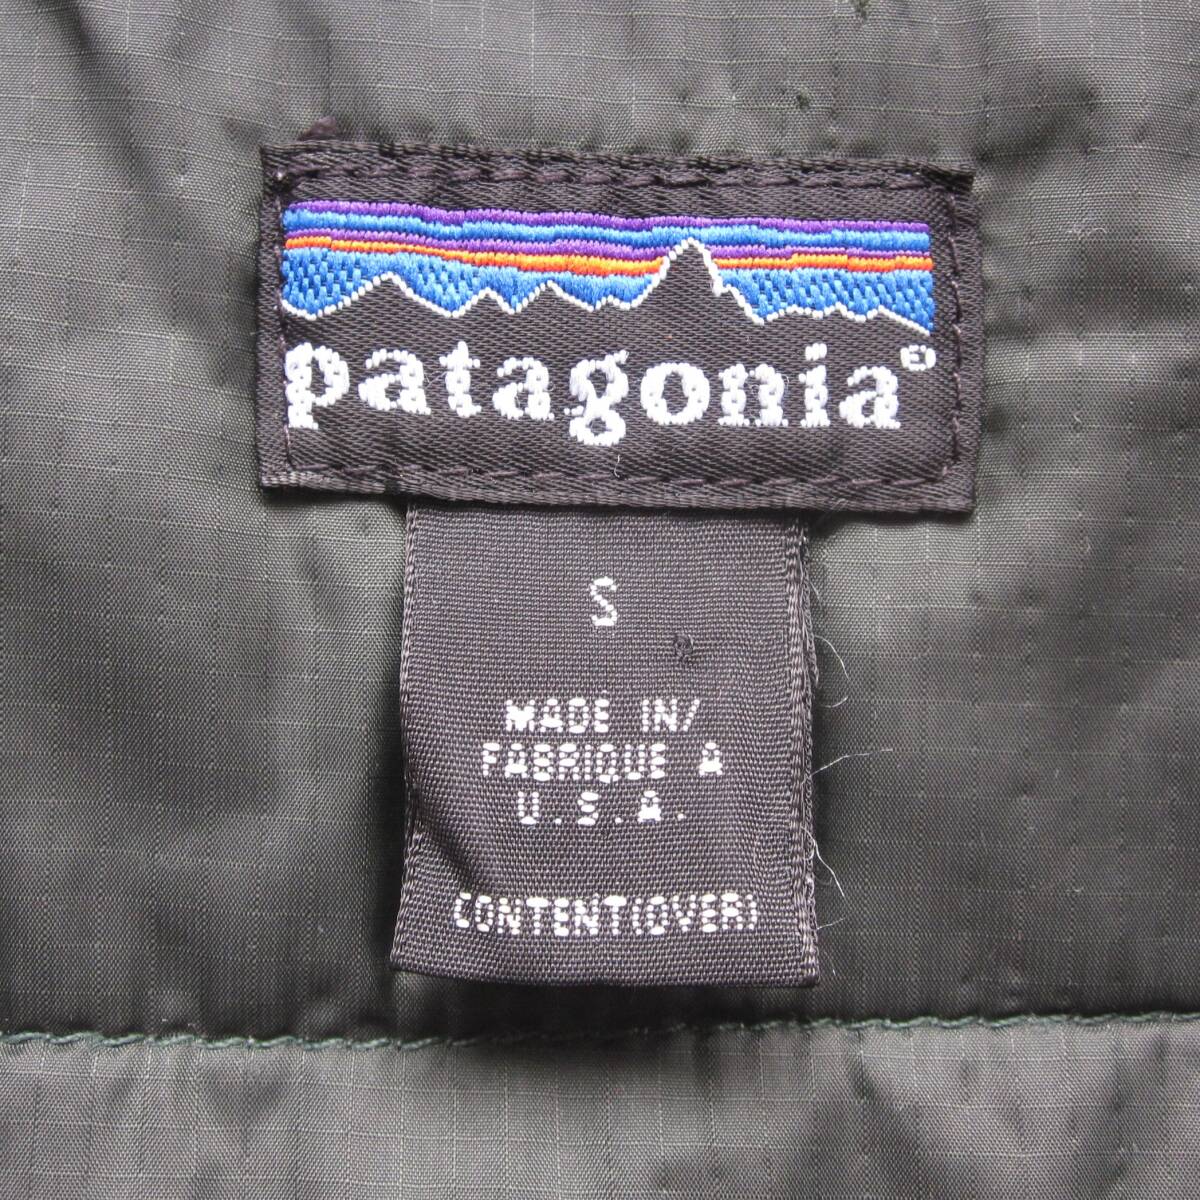 patagonia®
S
MADE IN/
FABRIQUE A
U.S.A.
CONTENT(OVER)